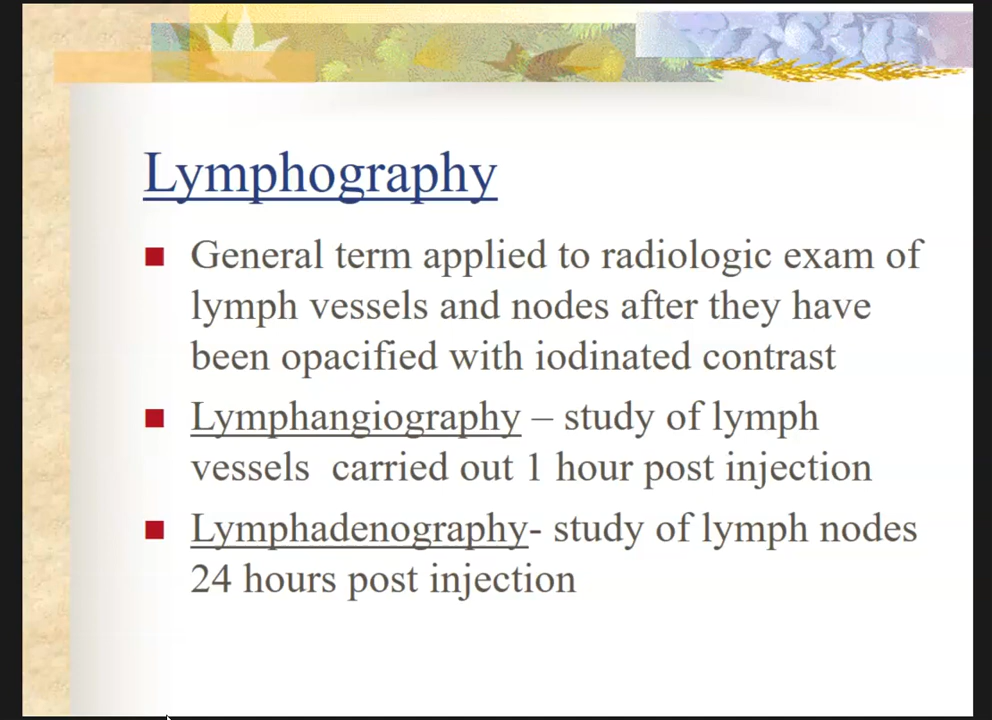 Lymphography
General term applied to radiologic exam of
lymph vessels and nodes after they have
been opacified with iodinated contrast
Lymphangiography – study of lymph
vessels  carried out 1 hour post injection
Lymphadenography- study of lymph nodes
24 hours post injection